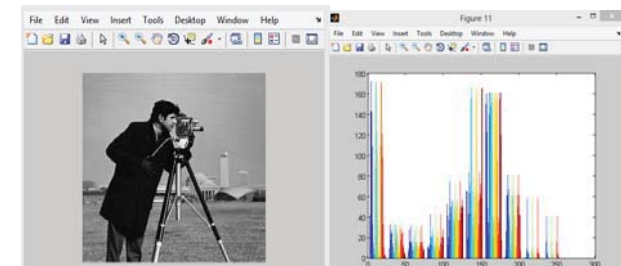 File Edit View Insert Tools Desktop Window Help
Figure 11
File Edit View Insert Tools Desktop Window Help
180
160
140
120
100
80
60
40
20
0
0 50 100 150 200 250 300